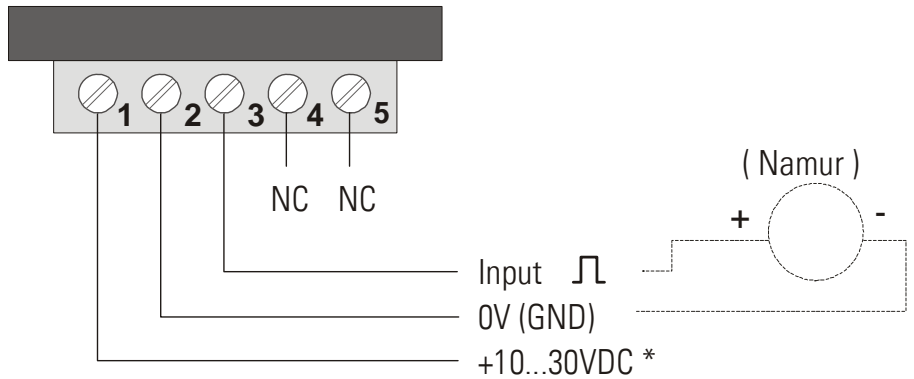 1 2 3 4 5
NC NC
( Namur )
+ -
Input
0V (GND)
+10...30VDC *